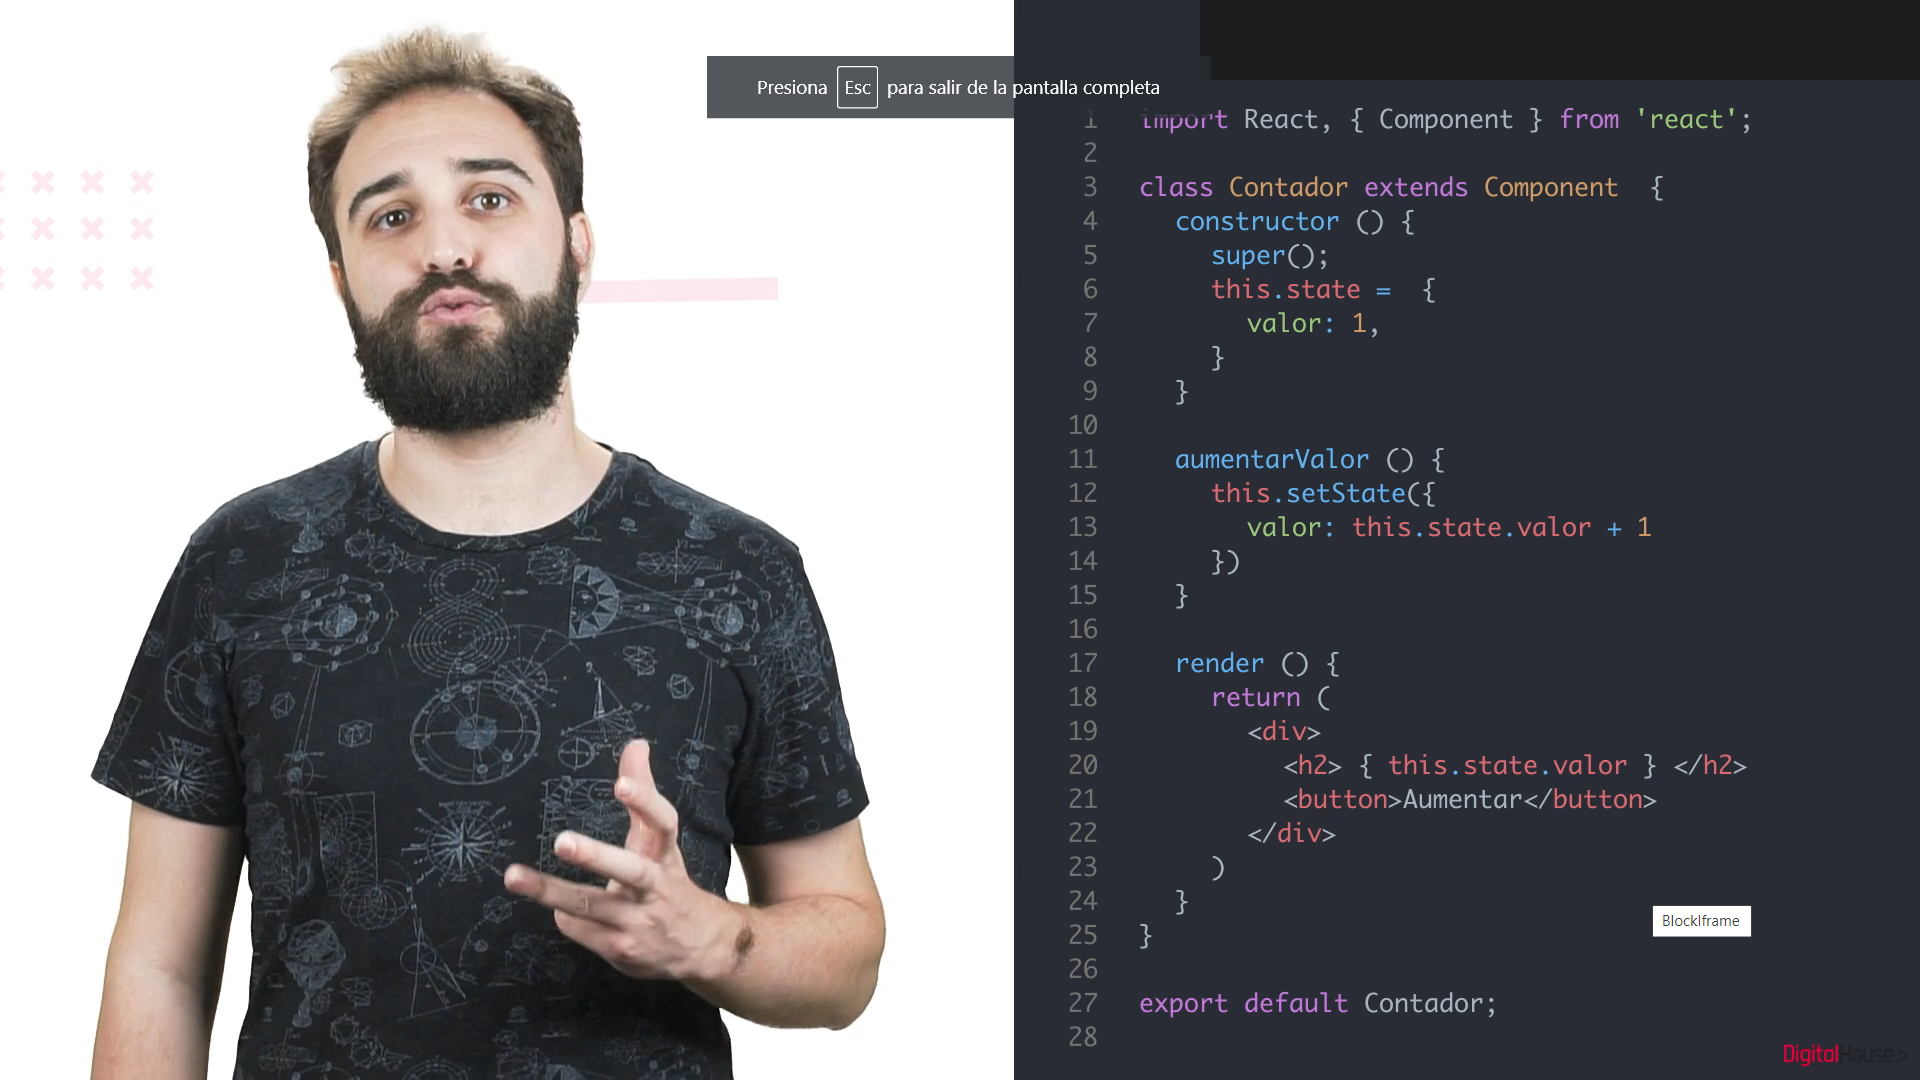 Presiona Esc para salir de la pantalla completa
1 import React, { Component } from 'react';
2
3 class Contador extends Component {
4 constructor () {
5 super();
6 this.state = {
7 valor: 1,
8 }
9 }
10
11 aumentarValor () {
12 this.setState({
13 valor: this.state.valor + 1
14 })
15 }
16
17 render () {
18 return (
19 <div>
20 <h2> { this.state.valor } </h2>
21 <button>Aumentar</button>
22 </div>
23 )
24 }
25 }
26
27 export default Contador;
28
BlockIframe
DigitalHouse>